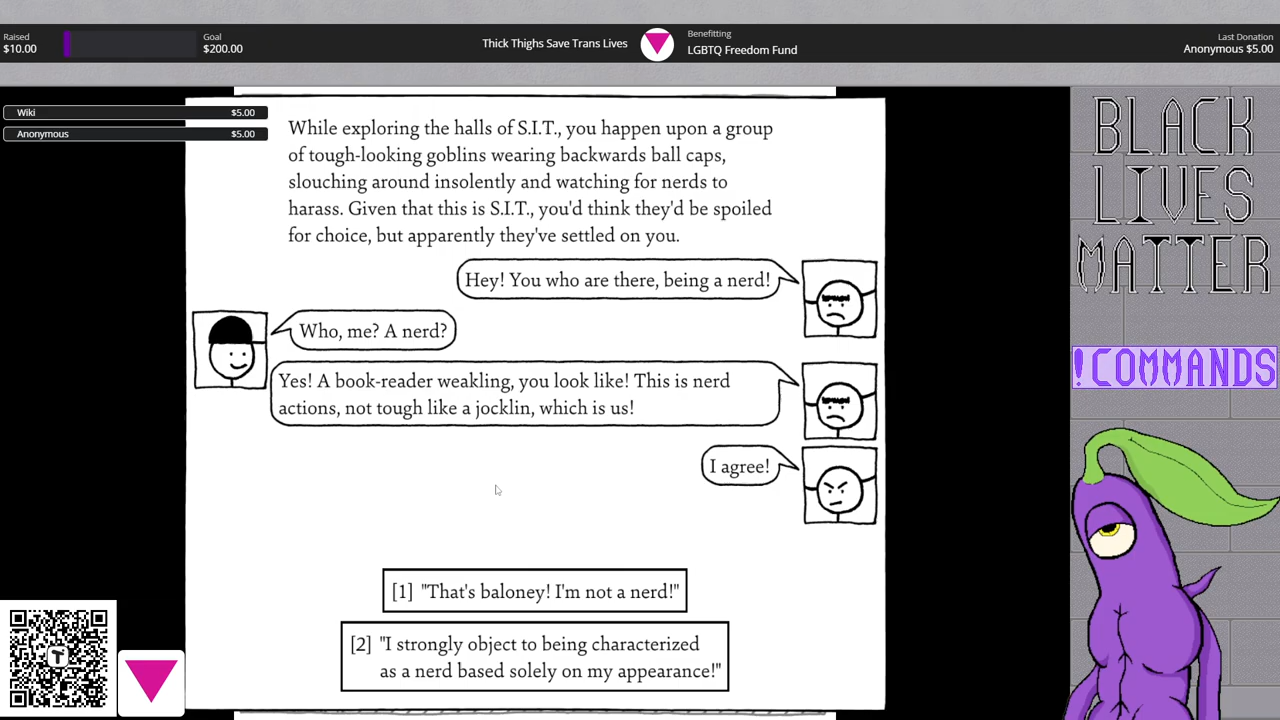 Raised
$10.00
Goal
$200.00
Thick Thighs Save Trans Lives
Benefitting
LGBTQ Freedom Fund
Last Donation
Anonymous $5.00
Wiki $5.00
Anonymous $5.00
While exploring the halls of S.I.T., you happen upon a group
of tough-looking goblins wearing backwards ball caps,
slouching around insolently and watching for nerds to
harass. Given that this is S.I.T., you'd think they'd be spoiled
for choice, but apparently they've settled on you.
Hey! You who are there, being a nerd!
Who, me? A nerd?
Yes! A book-reader weakling, you look like! This is nerd
actions, not tough like a jocklin, which is us!
I agree!
[1] "That's baloney! I'm not a nerd!"
[2] "I strongly object to being characterized
as a nerd based solely on my appearance!"
BLACK
LIVES
MATTER
!COMMANDS
T